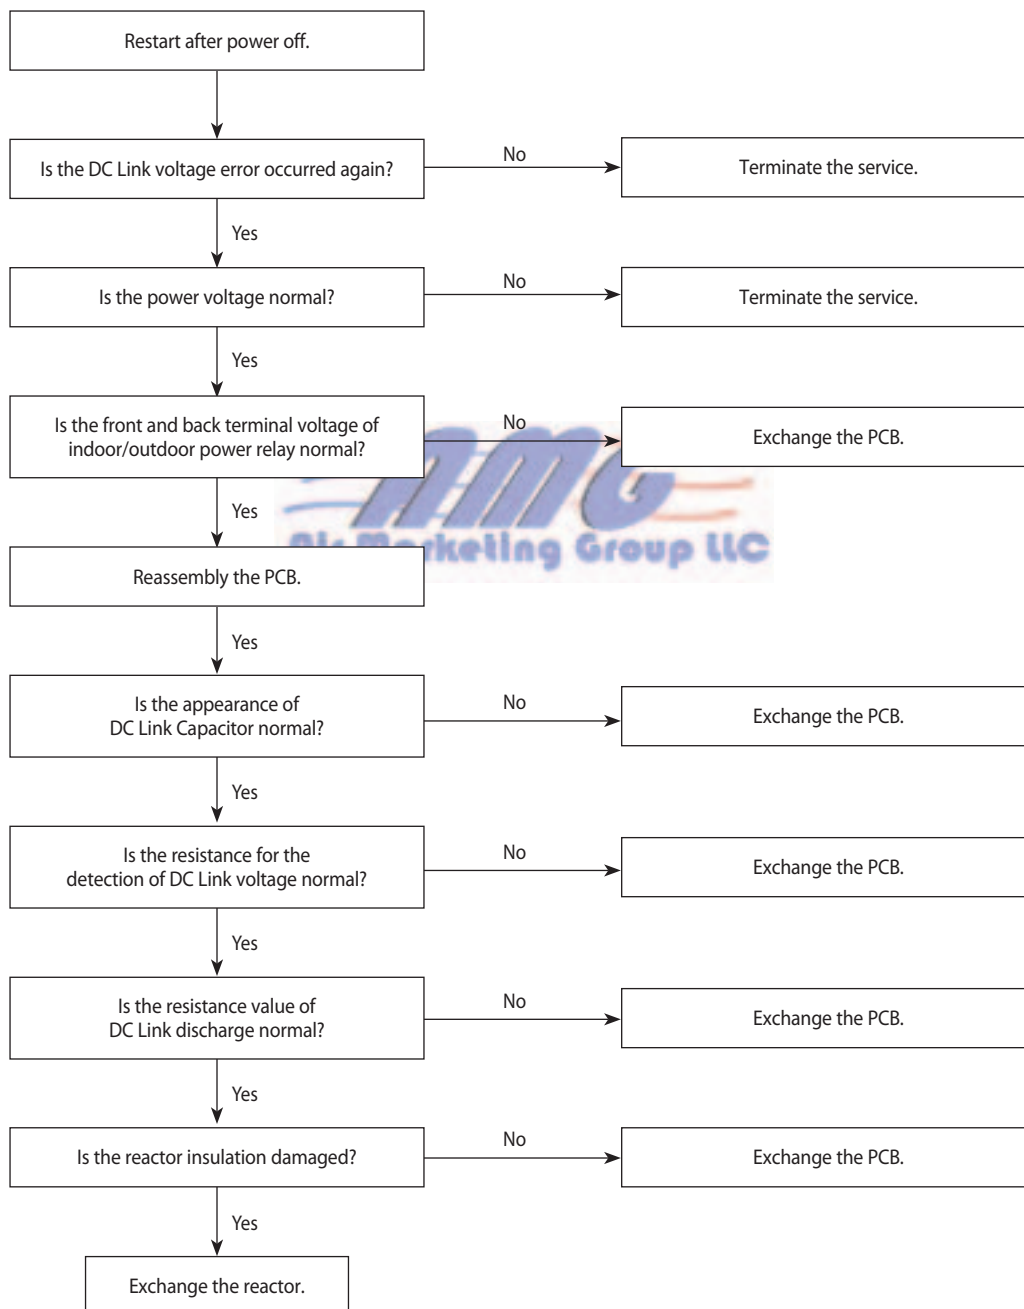 Restart after power off.
Is the DC Link voltage error occurred again?
No
Terminate the service.
Yes
Is the power voltage normal?
No
Terminate the service.
Yes
Is the front and back terminal voltage of
indoor/outdoor power relay normal?
No
Exchange the PCB.
Yes
AMG
Air Marketing Group LLC
Reassembly the PCB.
Yes
Is the appearance of
DC Link Capacitor normal?
No
Exchange the PCB.
Yes
Is the resistance for the
detection of DC Link voltage normal?
No
Exchange the PCB.
Yes
Is the resistance value of
DC Link discharge normal?
No
Exchange the PCB.
Yes
Is the reactor insulation damaged?
No
Exchange the PCB.
Yes
Exchange the reactor.